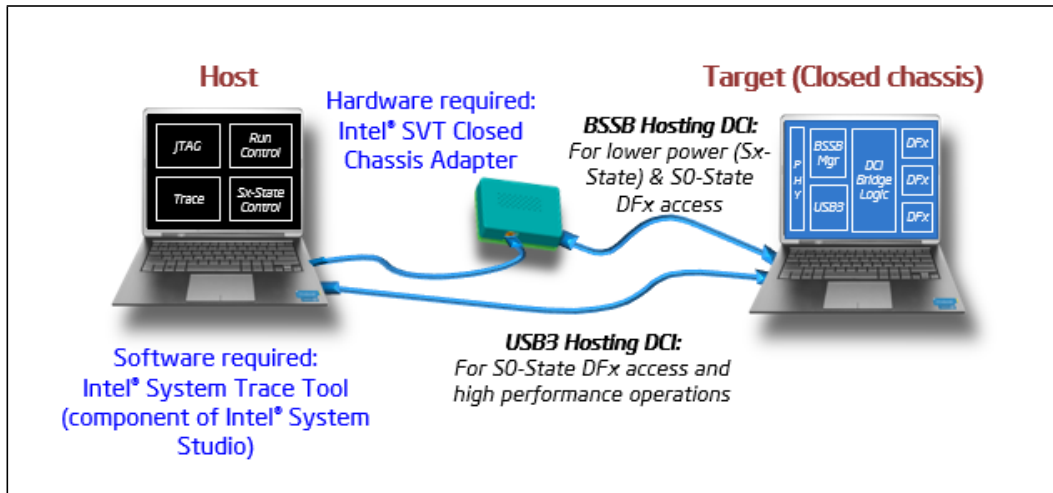 Host
Target (Closed chassis)
Hardware required:
Intel® SVT Closed
Chassis Adapter
BSSB Hosting DCI:
For lower power (Sx-
State) & S0-State
DFx access
JTAG
Run
Control
Trace
Sx-State
Control
P
H
Y
BSSB
Mgr
USB3
DCI
Bridge
Logic
DFx
DFx
DFx
USB3 Hosting DCI:
For S0-State DFx access and
high performance operations
Software required:
Intel® System Trace Tool
(component of Intel® System
Studio)